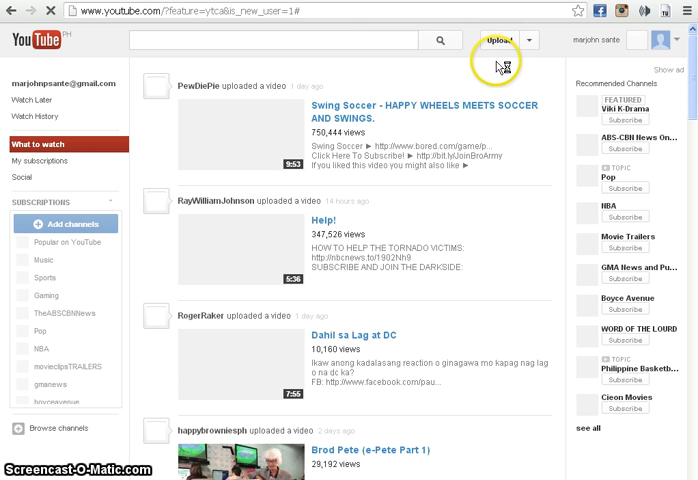 www.youtube.com/?feature=ytca&is_new_user=1#
You Tube PH
Upload
marjohn sante
Show ad
marjohnpsante@gmail.com
Watch Later
Watch History
What to watch
My subscriptions
Social
SUBSCRIPTIONS
Add channels
Popular on YouTube
Music
Sports
Gaming
TheABSCBNNews
Pop
NBA
movieclipsTRAILERS
gmanews
boyceavenue
Browse channels
PewDiePie uploaded a video 1 day ago
9:53
Swing Soccer - HAPPY WHEELS MEETS SOCCER
AND SWINGS.
750,444 views
Swing Soccer ► http://www.bored.com/game/p...
Click Here To Subscribe! ► http://bit.ly/JoinBroArmy
If you liked this video you might also like ►
RayWilliamJohnson uploaded a video 14 hours ago
5:36
Help!
347,526 views
HOW TO HELP THE TORNADO VICTIMS:
http://nbcnews.to/1902Nh9
SUBSCRIBE AND JOIN THE DARKSIDE:
RogerRaker uploaded a video 1 day ago
7:55
Dahil sa Lag at DC
10,160 views
Ikaw anong kadalasang reaction o ginagawa mo kapag nag lag
o na dc ka?
FB: http://www.facebook.com/pau...
happybrowniesph uploaded a video 2 days ago
Brod Pete (e-Pete Part 1)
29,192 views
Recommended Channels
FEATURED
Viki K-Drama
Subscribe
ABS-CBN News On...
Subscribe
TOPIC
Pop
Subscribe
NBA
Subscribe
Movie Trailers
Subscribe
GMA News and Pu...
Subscribe
Boyce Avenue
Subscribe
WORD OF THE LOURD
Subscribe
TOPIC
Philippine Basketb...
Subscribe
Cieon Movies
Subscribe
see all
Screencast-O-Matic.com